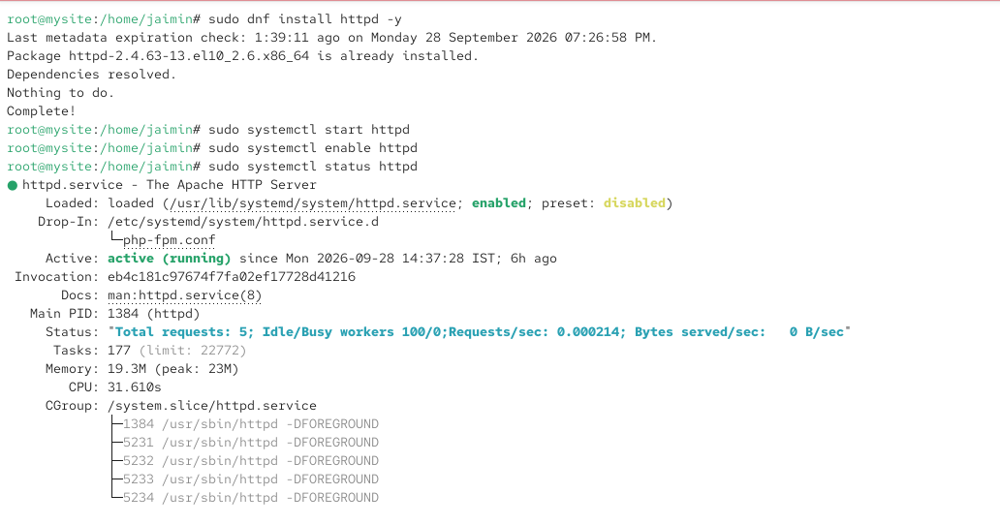 root@mysite:/home/jaimin# sudo dnf install httpd -y
Last metadata expiration check: 1:39:11 ago on Monday 28 September 2026 07:26:58 PM.
Package httpd-2.4.63-13.el10_2.6.x86_64 is already installed.
Dependencies resolved.
Nothing to do.
Complete!
root@mysite:/home/jaimin# sudo systemctl start httpd
root@mysite:/home/jaimin# sudo systemctl enable httpd
root@mysite:/home/jaimin# sudo systemctl status httpd
● httpd.service - The Apache HTTP Server
     Loaded: loaded (/usr/lib/systemd/system/httpd.service; enabled; preset: disabled)
    Drop-In: /etc/systemd/system/httpd.service.d
             └─php-fpm.conf
     Active: active (running) since Mon 2026-09-28 14:37:28 IST; 6h ago
 Invocation: eb4c181c97674f7fa02ef17728d41216
       Docs: man:httpd.service(8)
   Main PID: 1384 (httpd)
     Status: "Total requests: 5; Idle/Busy workers 100/0;Requests/sec: 0.000214; Bytes served/sec:   0 B/sec"
      Tasks: 177 (limit: 22772)
     Memory: 19.3M (peak: 23M)
        CPU: 31.610s
     CGroup: /system.slice/httpd.service
             ├─1384 /usr/sbin/httpd -DFOREGROUND
             ├─5231 /usr/sbin/httpd -DFOREGROUND
             ├─5232 /usr/sbin/httpd -DFOREGROUND
             ├─5233 /usr/sbin/httpd -DFOREGROUND
             └─5234 /usr/sbin/httpd -DFOREGROUND